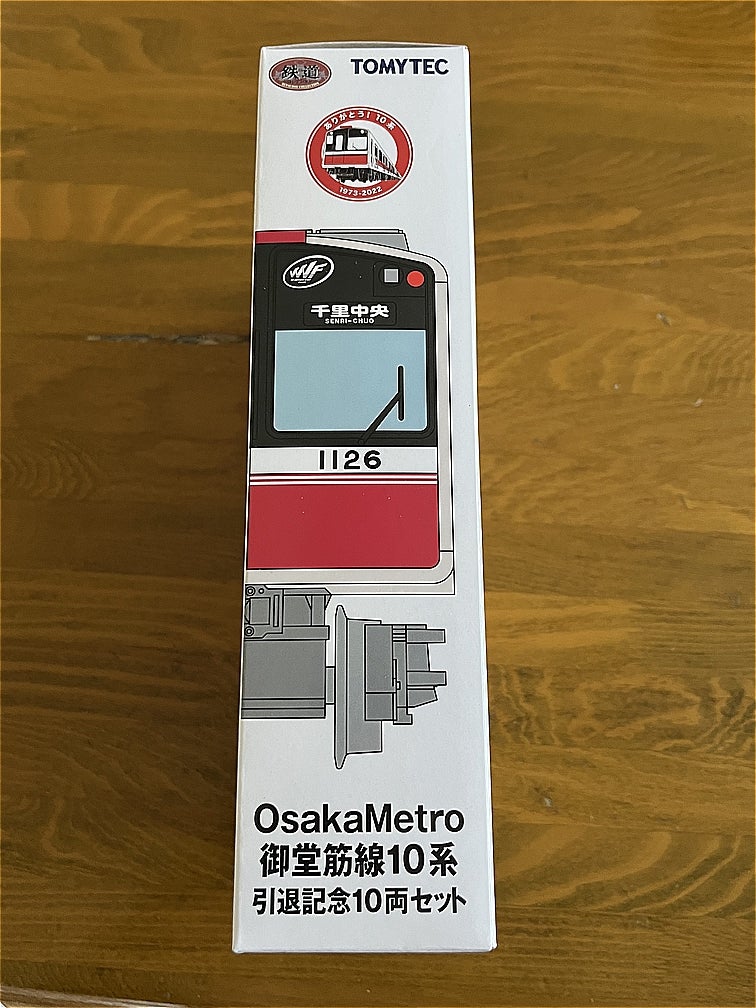 鉄道
TOMYTEC
ありがとう！10系
1973-2022
VVVF
千里中央
SENRI-CHUO
1126
OsakaMetro
御堂筋線10系
引退記念10両セット